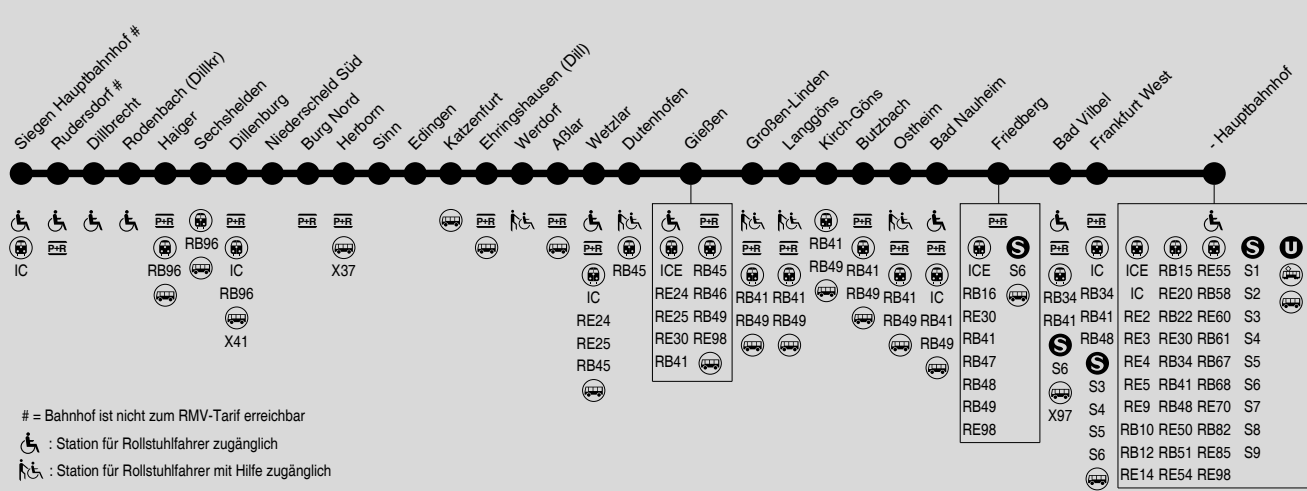 Siegen Hauptbahnhof #
Rudersdorf #
Dillbrecht
Rodenbach (Dillkr)
Haiger
Sechshelden
Dillenburg
Niederscheld Süd
Burg Nord
Herborn
Sinn
Edingen
Katzenfurt
Ehringshausen (Dill)
Werdorf
Aßlar
Wetzlar
Dutenhofen
Gießen
Großen-Linden
Langgöns
Kirch-Göns
Butzbach
Ostheim
Bad Nauheim
Friedberg
Bad Vilbel
Frankfurt West
- Hauptbahnhof
IC
P+R
P+R
RB96
RB96
P+R
IC
RB96
X41
P+R
P+R
X37
P+R
P+R
P+R
IC
RE24
RE25
RB45
RB45
P+R
ICE RB45
RE24 RB46
RE25 RB49
RE30 RE98
RB41
P+R
RB41
RB49
P+R
RB41
RB49
RB41
RB49
P+R
RB41
RB49
P+R
RB41
RB49
P+R
IC
RB41
RB49
P+R
S
ICE S6
RB16
RE30
RB41
RB47
RB48
RB49
RE98
P+R
RB34
RB41
S
S6
X97
P+R
IC
RB34
RB41
RB48
S
S3
S4
S5
S6
S U
ICE RB15 RE55 S1
IC RE20 RB58 S2
RE2 RB22 RE60 S3
RE3 RE30 RB61 S4
RE4 RB34 RB67 S5
RE5 RB41 RB68 S6
RE9 RB48 RE70 S7
RB10 RE50 RB82 S8
RB12 RB51 RE85 S9
RE14 RE54 RE98
# = Bahnhof ist nicht zum RMV-Tarif erreichbar
: Station für Rollstuhlfahrer zugänglich
: Station für Rollstuhlfahrer mit Hilfe zugänglich